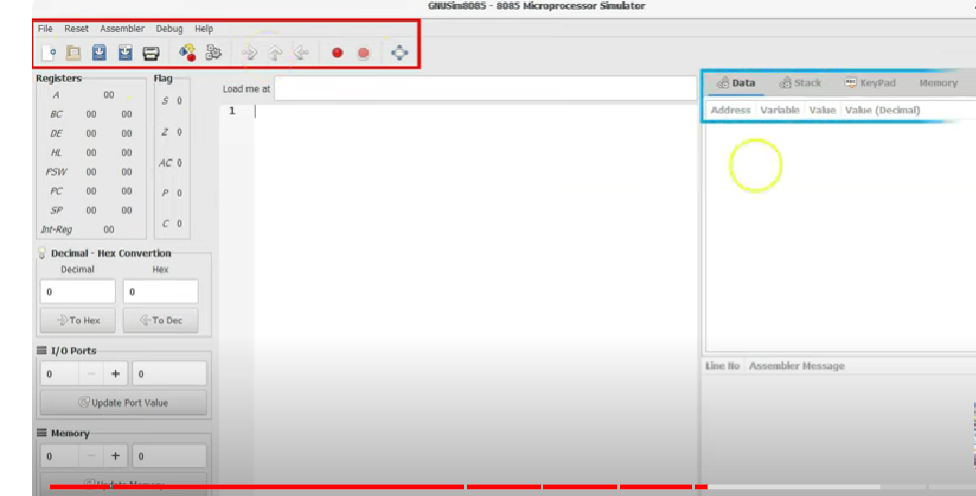 GNUSim8085 - 8085 Microprocessor Simulator
File Reset Assembler Debug Help
Registers
A 00
BC 00 00
DE 00 00
HL 00 00
PSW 00 00
PC 00 00
SP 00 00
Int-Reg 00
Flag
S 0
Z 0
AC 0
P 0
C 0
Decimal - Hex Convertion
Decimal Hex
0 0
To Hex To Dec
I/O Ports
0 - + 0
Update Port Value
Memory
0 - + 0
Update Memory
Load me at
1
Data Stack KeyPad Memory
Address Variable Value Value (Decimal)
Line No Assembler Message